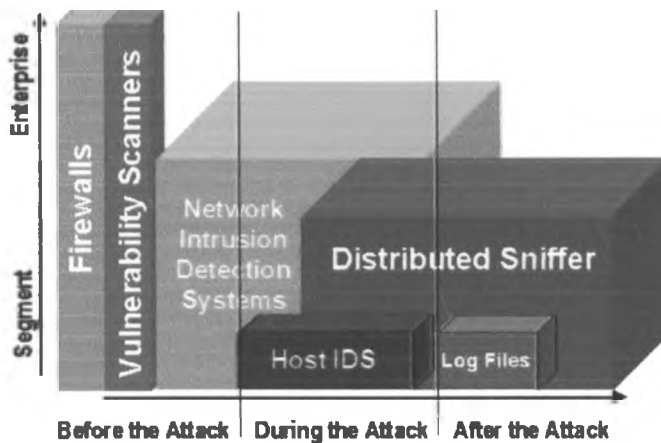 Enterprise
Segment
Firewalls
Vulnerability Scanners
Network
Intrusion
Detection
Systems
Distributed Sniffer
Host IDS
Log Files
Before the Attack
During the Attack
After the Attack